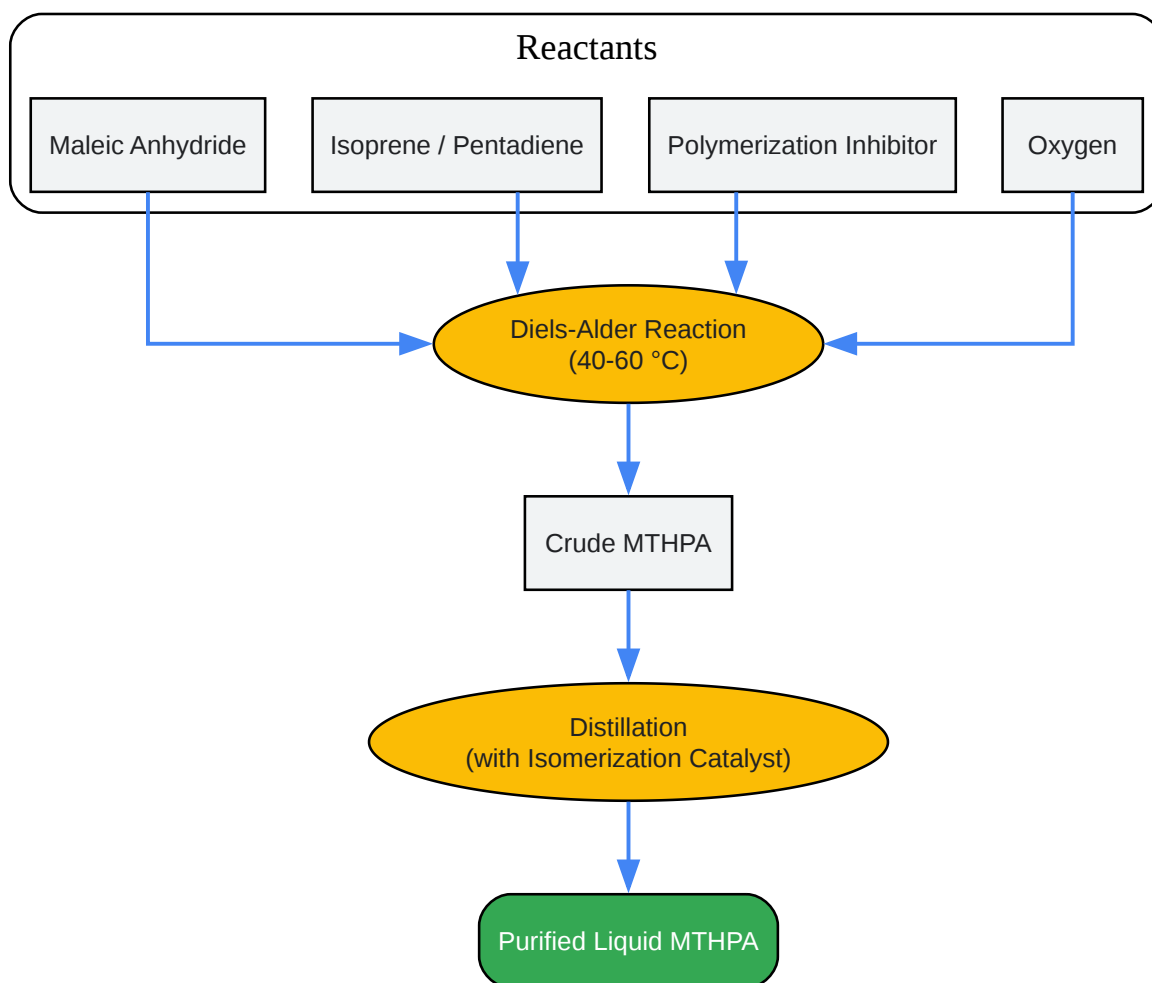 Reactants
Maleic Anhydride
Isoprene / Pentadiene
Polymerization Inhibitor
Oxygen
Diels-Alder Reaction
(40-60 °C)
Crude MTHPA
Distillation
(with Isomerization Catalyst)
Purified Liquid MTHPA